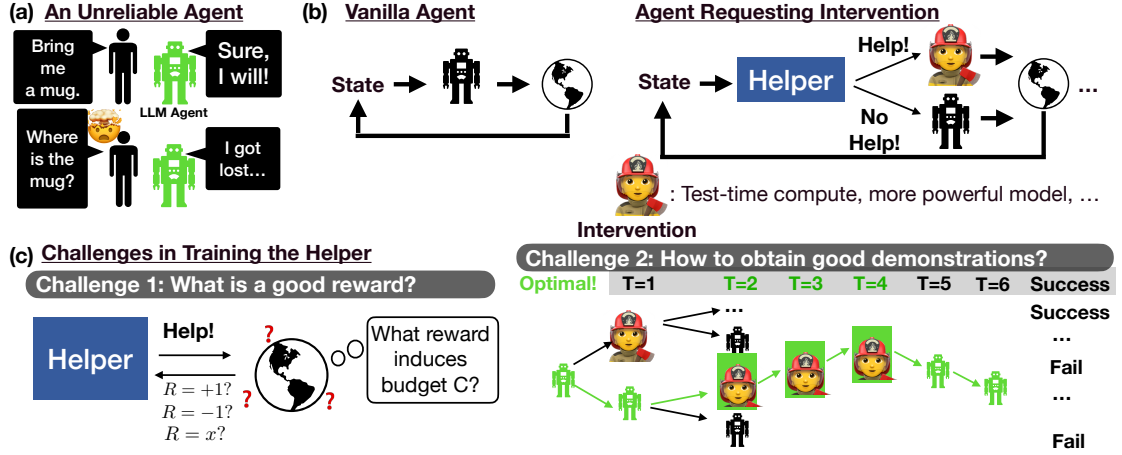 (a) An Unreliable Agent
Bring
me
a mug.
Sure,
I will!
LLM Agent
Where
is the
mug?
I got
lost...
(b) Vanilla Agent
State
Agent Requesting Intervention
State
Helper
Help!
No
Help!
...
: Test-time compute, more powerful model, ...
Intervention
(c) Challenges in Training the Helper
Challenge 1: What is a good reward?
Helper
Help!
R = +1?
R = −1?
R = x?
?
?
?
What reward
induces
budget C?
Challenge 2: How to obtain good demonstrations?
Optimal! T=1 T=2 T=3 T=4 T=5 T=6 Success
... Success
...
Fail
...
Fail